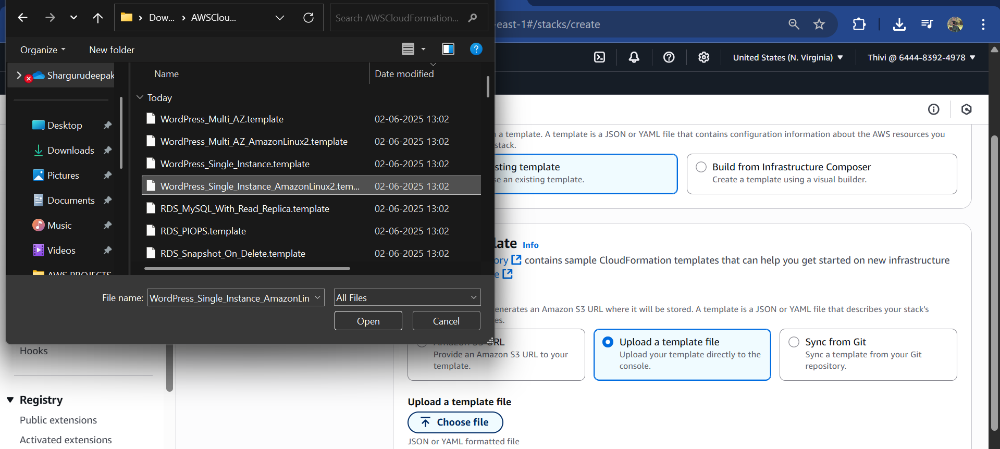 Dow... > AWSClou...
Search AWSCloudFormation...
Organize
New folder
Shargurudeepak
Desktop
Downloads
Pictures
Documents
Music
Videos
AWS PROJECTS
Name
Date modified
Today
WordPress_Multi_AZ.template 02-06-2025 13:02
WordPress_Multi_AZ_AmazonLinux2.template 02-06-2025 13:02
WordPress_Single_Instance.template 02-06-2025 13:02
WordPress_Single_Instance_AmazonLinux2.tem... 02-06-2025 13:02
RDS_MySQL_With_Read_Replica.template 02-06-2025 13:02
RDS_PIOPS.template 02-06-2025 13:02
RDS_Snapshot_On_Delete.template 02-06-2025 13:02
File name: WordPress_Single_Instance_AmazonLin
All Files
Open
Cancel
-east-1#/stacks/create
United States (N. Virginia)
Thivi @ 6444-8392-4978
a template. A template is a JSON or YAML file that contains configuration information about the AWS resources you
stack.
sting template
se an existing template.
Build from Infrastructure Composer
Create a template using a visual builder.
late Info
ory contains sample CloudFormation templates that can help you get started on new infrastructure
e
enerates an Amazon S3 URL where it will be stored. A template is a JSON or YAML file that describes your stack's
es.
Amazon S3 URL
Provide an Amazon S3 URL to your
template.
Upload a template file
Upload your template directly to the
console.
Sync from Git
Sync a template from your Git
repository.
Upload a template file
Choose file
JSON or YAML formatted file
Hooks
Registry
Public extensions
Activated extensions